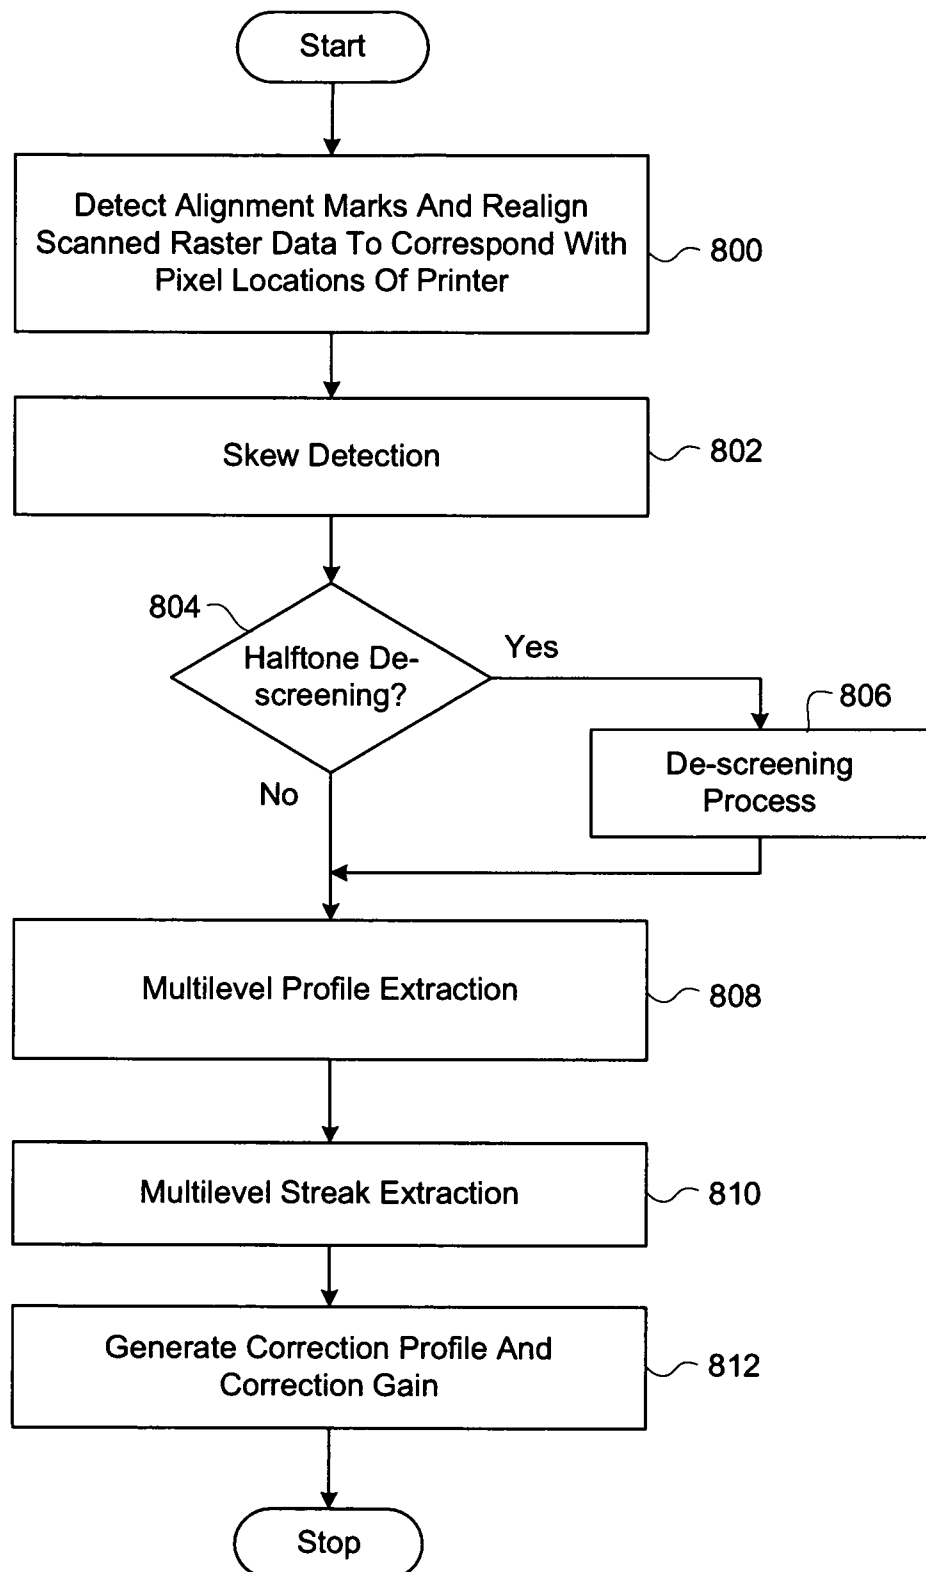 Start
Detect Alignment Marks And Realign
Scanned Raster Data To Correspond With
Pixel Locations Of Printer
800
Skew Detection
802
804
Halftone De-
screening?
Yes
No
806
De-screening
Process
Multilevel Profile Extraction
808
Multilevel Streak Extraction
810
Generate Correction Profile And
Correction Gain
812
Stop